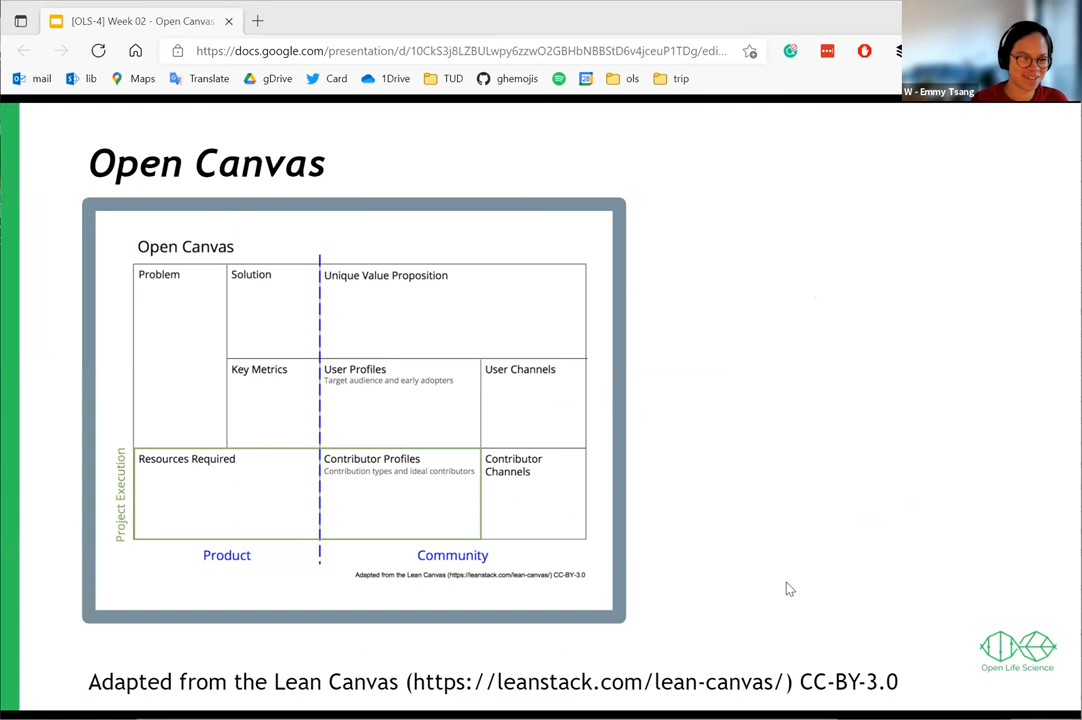 [OLS-4] Week 02 - Open Canvas
https://docs.google.com/presentation/d/10CkS3j8LZBULwpy6zzwO2GBHbNBBStD6v4jceuP1TDg/edi...
mail lib Maps Translate gDrive Card 1Drive TUD ghemojis 28 ols trip
W - Emmy Tsang
Open Canvas
Open Canvas
Problem
Solution
Unique Value Proposition
Key Metrics
User Profiles
Target audience and early adopters
User Channels
Project Execution
Resources Required
Contributor Profiles
Contribution types and ideal contributors
Contributor
Channels
Product
Community
Adapted from the Lean Canvas (https://leanstack.com/lean-canvas/) CC-BY-3.0
Open Life Science
Adapted from the Lean Canvas (https://leanstack.com/lean-canvas/) CC-BY-3.0